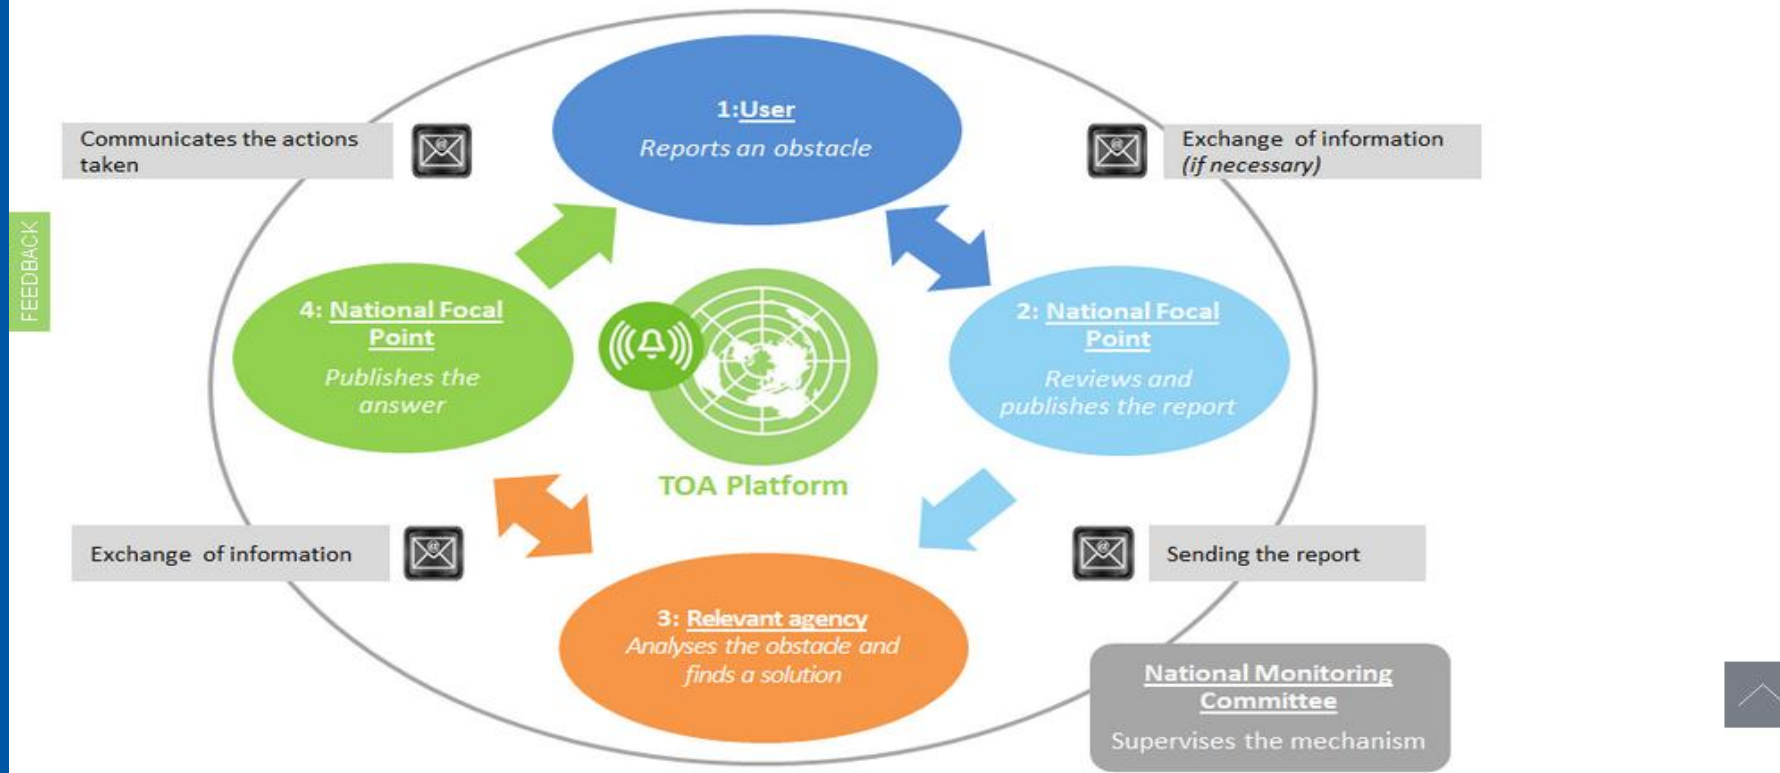 1:User
Reports an obstacle
Communicates the actions
taken
Exchange of information
(if necessary)
FEEDBACK
4: National Focal
Point
Publishes the
answer
2: National Focal
Point
Reviews and
publishes the report
TOA Platform
Exchange of information
Sending the report
3: Relevant agency
Analyses the obstacle and
finds a solution
National Monitoring
Committee
Supervises the mechanism